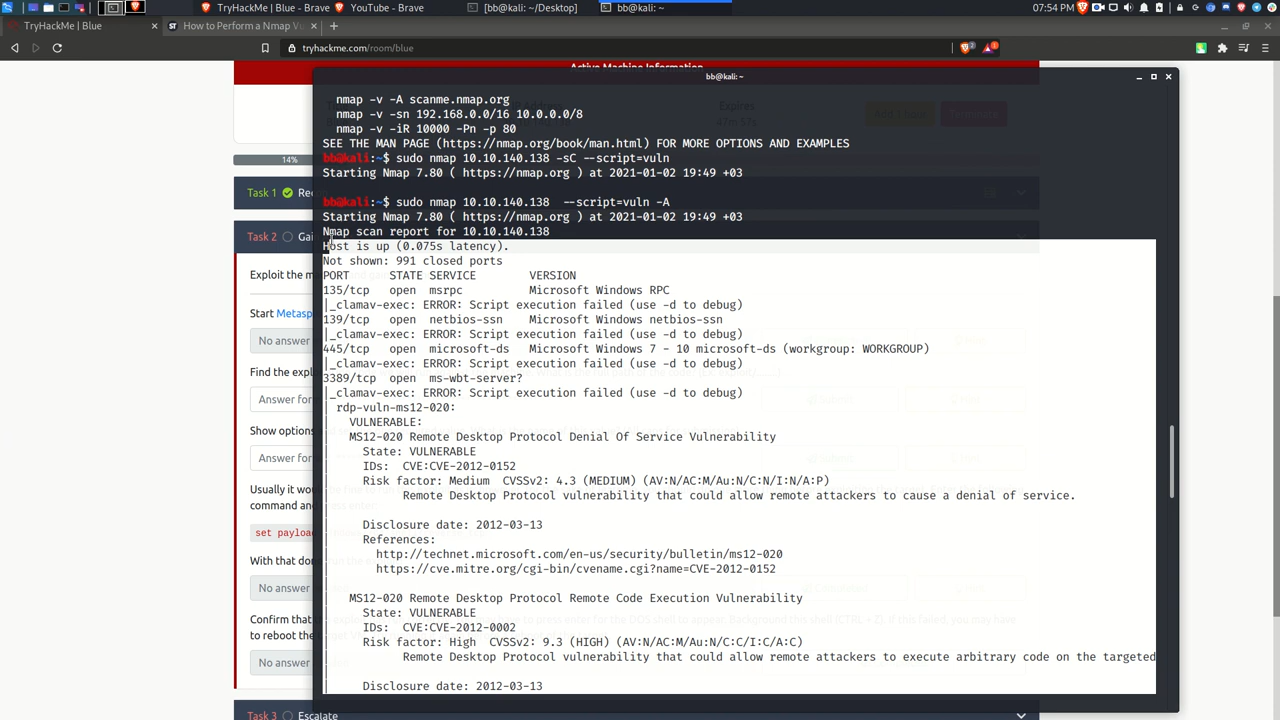 TryHackMe | Blue - Brave
YouTube - Brave
[bb@kali: ~/Desktop]
bb@kali: ~
07:54 PM
TryHackMe | Blue
How to Perform a Nmap Vu
tryhackme.com/room/blue
Active Machine Information
bb@kali: ~
nmap -v -A scanme.nmap.org
nmap -v -sn 192.168.0.0/16 10.0.0.0/8
nmap -v -iR 10000 -Pn -p 80
SEE THE MAN PAGE (https://nmap.org/book/man.html) FOR MORE OPTIONS AND EXAMPLES
bb@kali:~$ sudo nmap 10.10.140.138 -sC --script=vuln
Starting Nmap 7.80 ( https://nmap.org ) at 2021-01-02 19:49 +03
bb@kali:~$ sudo nmap 10.10.140.138  --script=vuln -A
Starting Nmap 7.80 ( https://nmap.org ) at 2021-01-02 19:49 +03
Nmap scan report for 10.10.140.138
Host is up (0.075s latency).
Not shown: 991 closed ports
PORT     STATE SERVICE       VERSION
135/tcp  open  msrpc         Microsoft Windows RPC
|_clamav-exec: ERROR: Script execution failed (use -d to debug)
139/tcp  open  netbios-ssn   Microsoft Windows netbios-ssn
|_clamav-exec: ERROR: Script execution failed (use -d to debug)
445/tcp  open  microsoft-ds  Microsoft Windows 7 - 10 microsoft-ds (workgroup: WORKGROUP)
|_clamav-exec: ERROR: Script execution failed (use -d to debug)
3389/tcp open  ms-wbt-server?
|_clamav-exec: ERROR: Script execution failed (use -d to debug)
| rdp-vuln-ms12-020:
|   VULNERABLE:
|   MS12-020 Remote Desktop Protocol Denial Of Service Vulnerability
|     State: VULNERABLE
|     IDs:  CVE:CVE-2012-0152
|     Risk factor: Medium  CVSSv2: 4.3 (MEDIUM) (AV:N/AC:M/Au:N/C:N/I:N/A:P)
|           Remote Desktop Protocol vulnerability that could allow remote attackers to cause a denial of service.
|
|     Disclosure date: 2012-03-13
|     References:
|       http://technet.microsoft.com/en-us/security/bulletin/ms12-020
|       https://cve.mitre.org/cgi-bin/cvename.cgi?name=CVE-2012-0152
|
|   MS12-020 Remote Desktop Protocol Remote Code Execution Vulnerability
|     State: VULNERABLE
|     IDs:  CVE:CVE-2012-0002
|     Risk factor: High  CVSSv2: 9.3 (HIGH) (AV:N/AC:M/Au:N/C:C/I:C/A:C)
|           Remote Desktop Protocol vulnerability that could allow remote attackers to execute arbitrary code on the targeted
|
|     Disclosure date: 2012-03-13
14%
Task 1
Task 2
Exploit the m
Start Metasp
No answer
Find the explo
Answer for
Show options
Answer for
Usually it wou
command and
set payloa
With that don
No answer
Confirm that
to reboot the
No answer
Task 3 Escalate